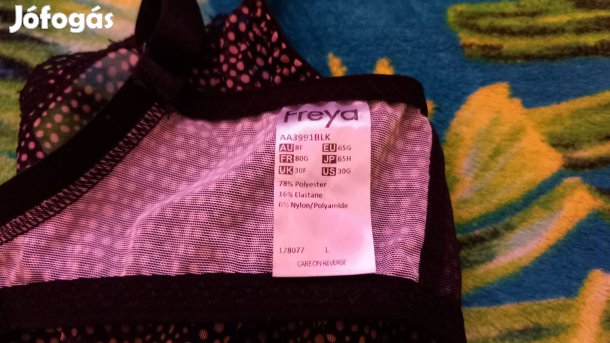 Jófogás
Freya
AA3991BLK
AU 8F EU 65G
FR 80G JP 65H
UK 30F US 30G
78% Polyester
16% Elastane
6% Nylon/Polyamide
L28077 L
CARE ON REVERSE